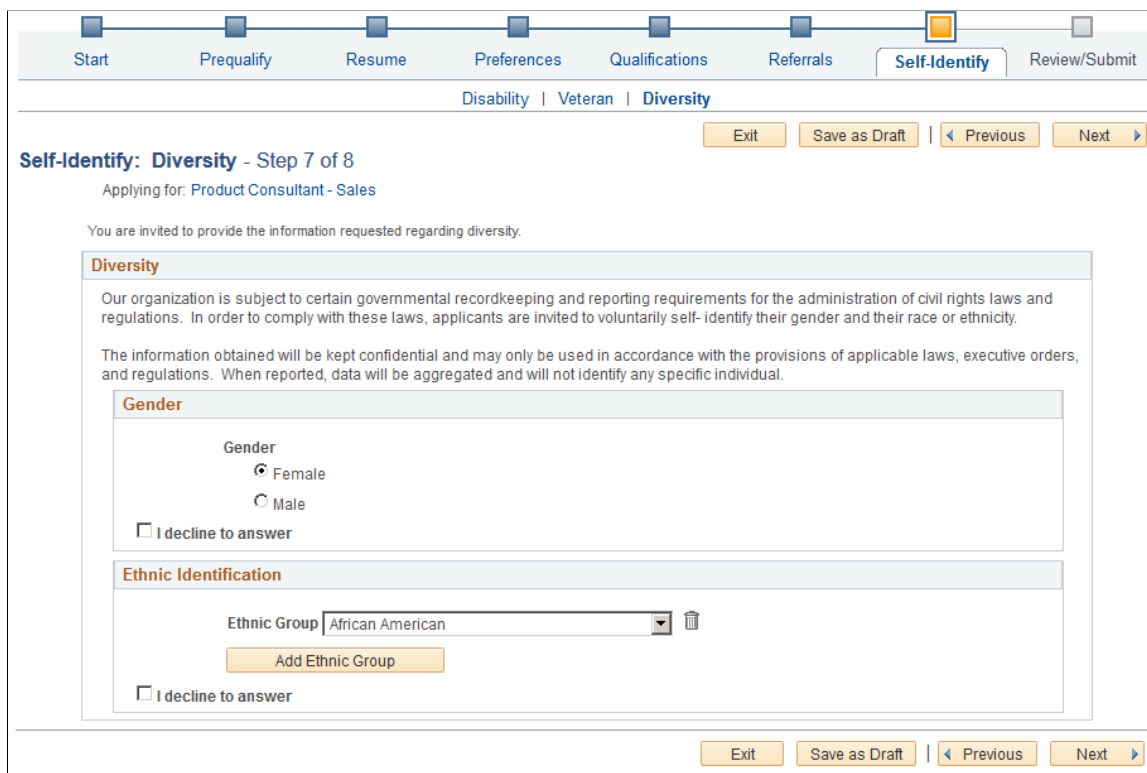 Start Prequalify Resume Preferences Qualifications Referrals Self-Identify Review/Submit
Disability | Veteran | Diversity
Exit Save as Draft | Previous Next
Self-Identify: Diversity - Step 7 of 8
Applying for: Product Consultant - Sales
You are invited to provide the information requested regarding diversity.
Diversity
Our organization is subject to certain governmental recordkeeping and reporting requirements for the administration of civil rights laws and
regulations. In order to comply with these laws, applicants are invited to voluntarily self- identify their gender and their race or ethnicity.
The information obtained will be kept confidential and may only be used in accordance with the provisions of applicable laws, executive orders,
and regulations. When reported, data will be aggregated and will not identify any specific individual.
Gender
Gender
Female
Male
I decline to answer
Ethnic Identification
Ethnic Group African American
Add Ethnic Group
I decline to answer
Exit Save as Draft | Previous Next